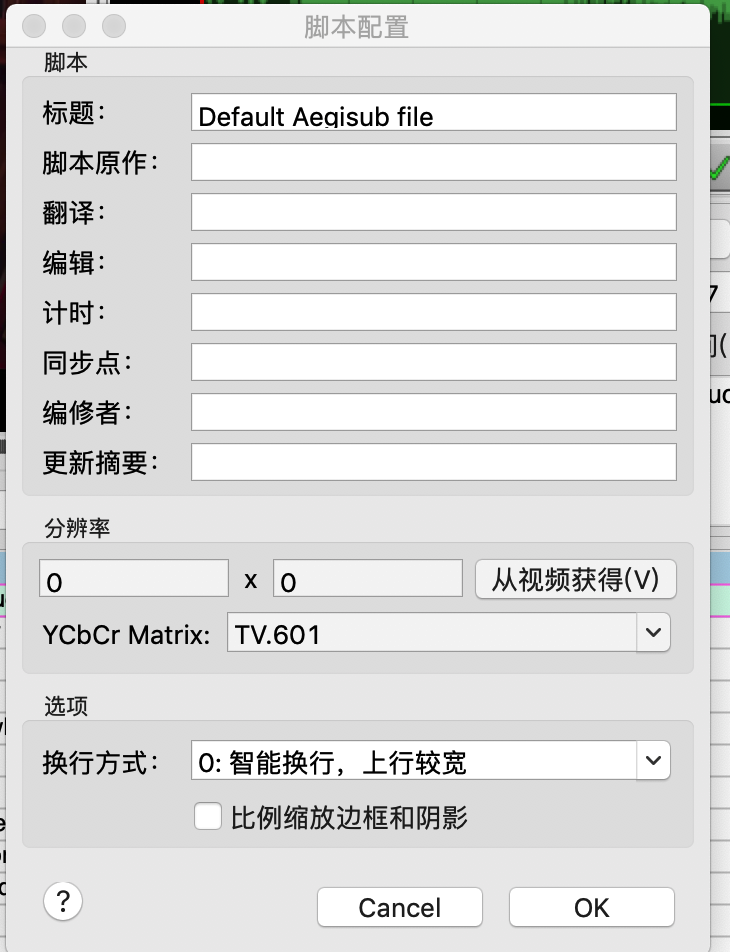 脚本配置
脚本
标题：
Default Aegisub file
脚本原作：
翻译：
编辑：
计时：
同步点：
编修者：
更新摘要：
分辨率
0 x 0 从视频获得(V)
YCbCr Matrix: TV.601
选项
换行方式： 0: 智能换行，上行较宽
比例缩放边框和阴影
? Cancel OK